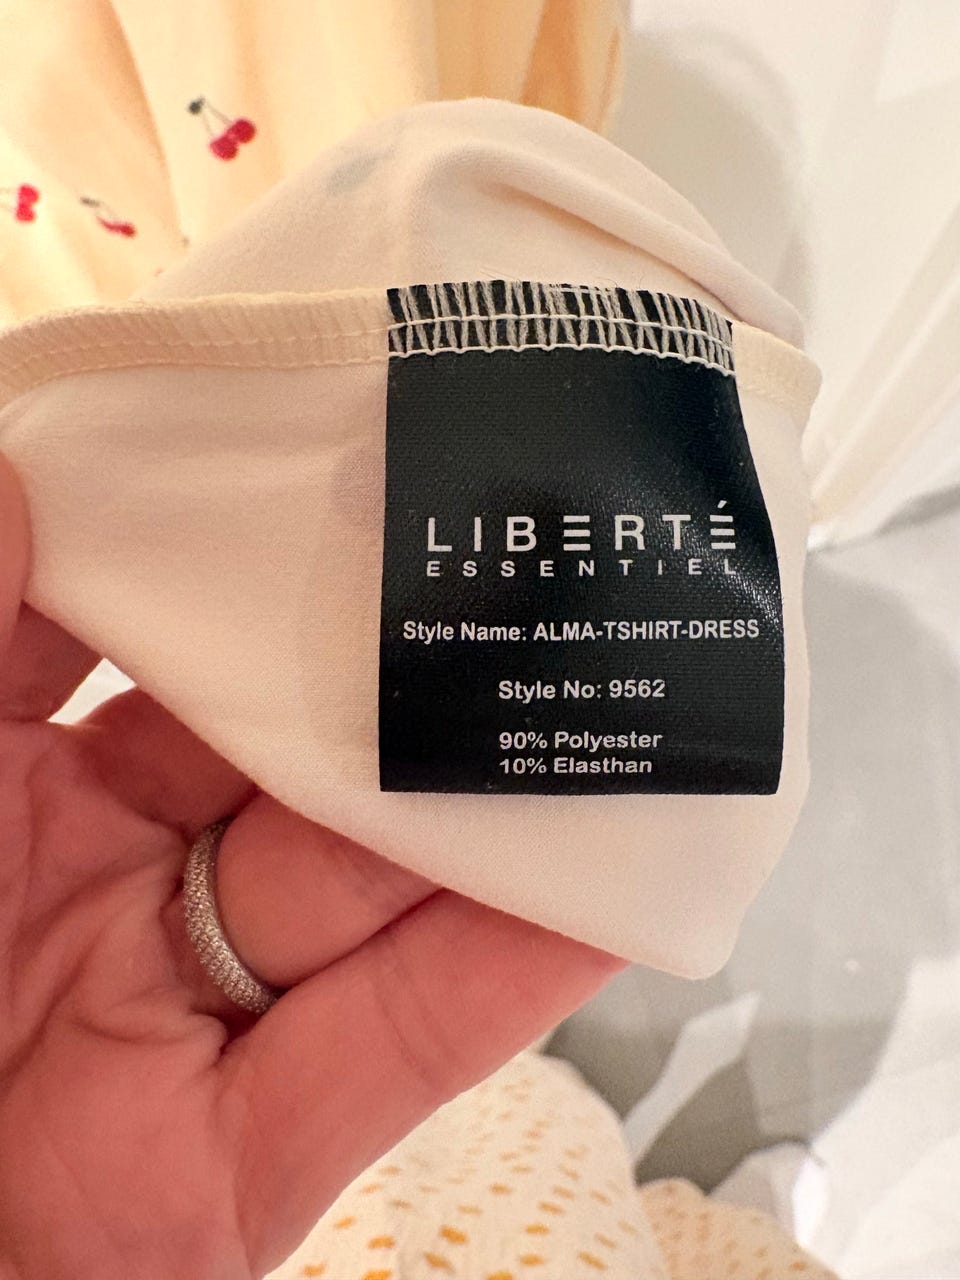 LIBERTÉ
ESSENTIEL
Style Name: ALMA-TSHIRT-DRESS
Style No: 9562
90% Polyester
10% Elasthan